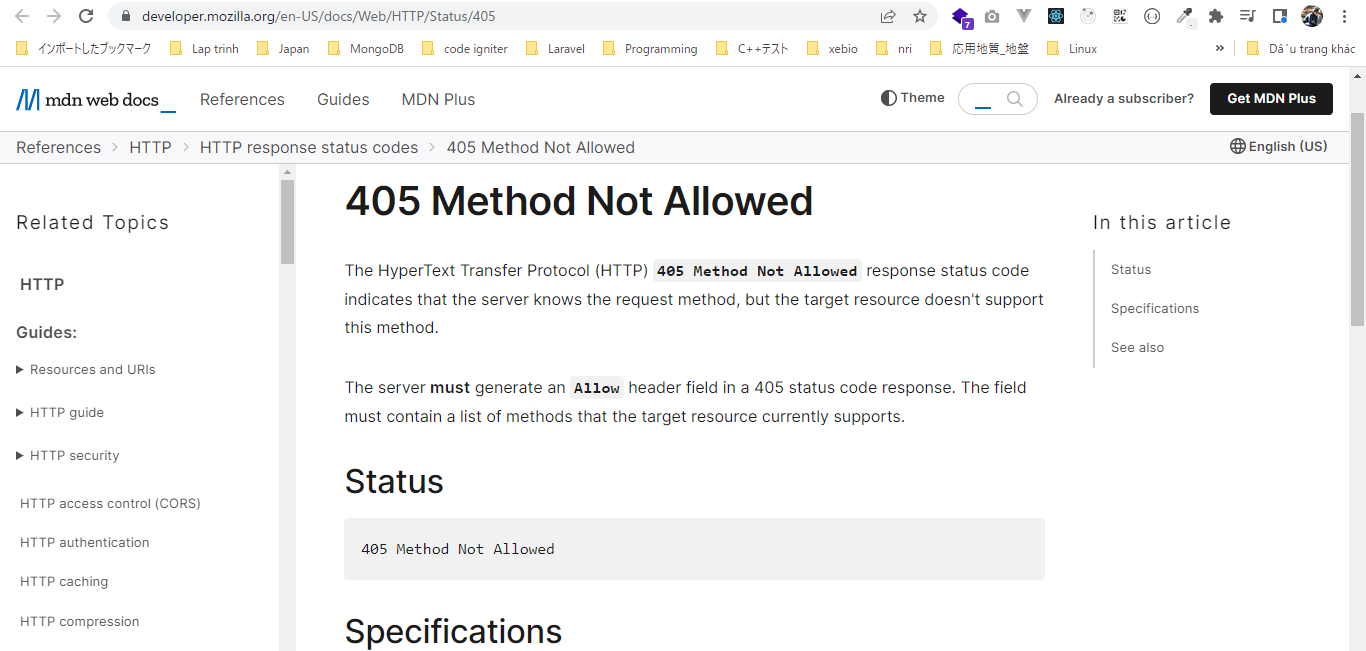 developer.mozilla.org/en-US/docs/Web/HTTP/Status/405
7
インポートしたブックマーク Lap trinh Japan MongoDB code igniter Laravel Programming C++テスト xebio nri 応用地質_地盤 Linux » Dấu trang khác
mdn web docs_ References Guides MDN Plus Theme Already a subscriber? Get MDN Plus
References > HTTP > HTTP response status codes > 405 Method Not Allowed English (US)
Related Topics
HTTP
Guides:
Resources and URIs
HTTP guide
HTTP security
HTTP access control (CORS)
HTTP authentication
HTTP caching
HTTP compression
405 Method Not Allowed
The HyperText Transfer Protocol (HTTP) 405 Method Not Allowed response status code
indicates that the server knows the request method, but the target resource doesn't support
this method.
The server must generate an Allow header field in a 405 status code response. The field
must contain a list of methods that the target resource currently supports.
Status
405 Method Not Allowed
Specifications
In this article
Status
Specifications
See also